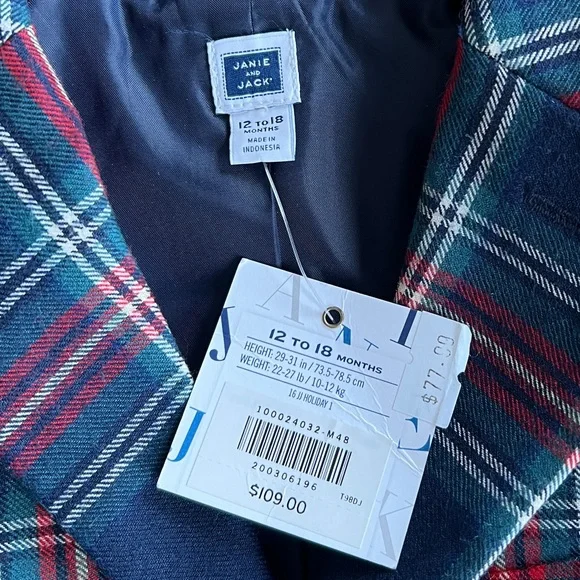 JANIE
AND
JACK
12 TO 18
MONTHS
MADE IN
INDONESIA
12 TO 18 MONTHS
HEIGHT: 29-31 in / 73.5-78.5 cm
WEIGHT: 22-27 lb / 10-12 kg
16 JJ HOLIDAY 1
100024032-M48
200306196
T98DJ
$109.00
$77.00